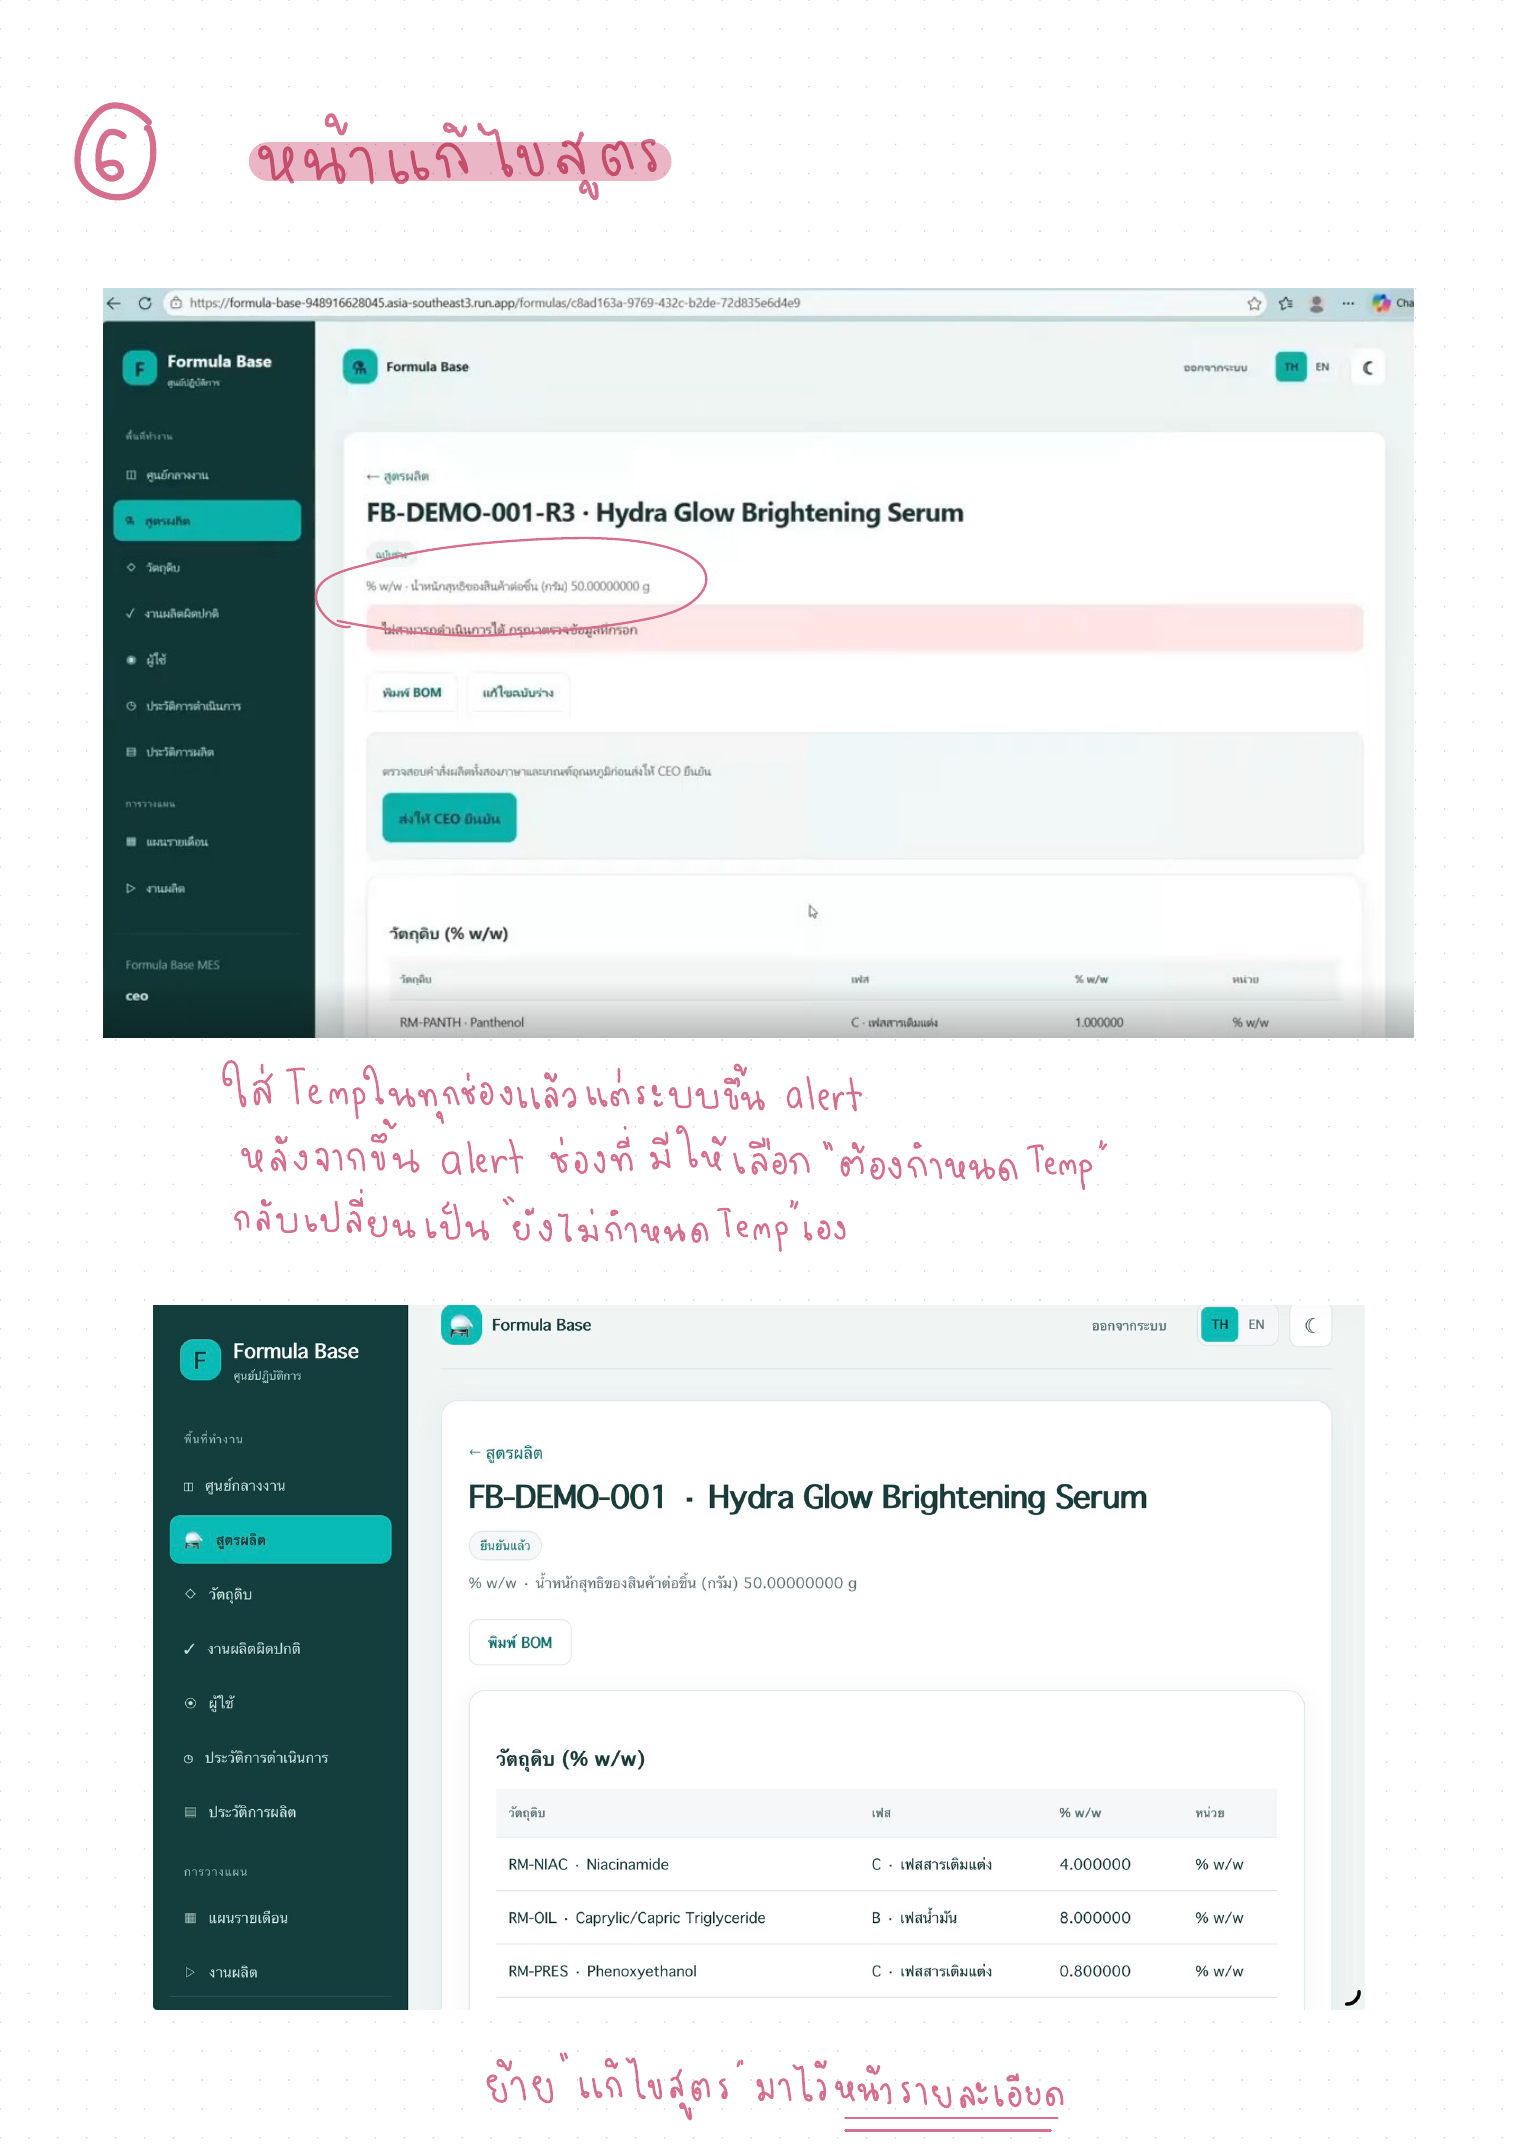 6 หน้าแก้ไขสูตร
https://formula-base-948916628045.asia-southeast3.run.app/formulas/c8ad163a-9769-432c-b2de-72d835e6d4e9
Cha
F Formula Base
ศูนย์ปฏิบัติการ
Formula Base
ออกจากระบบ TH EN
พื้นที่ทำงาน
ศูนย์กลางงาน
สูตรผลิต
วัตถุดิบ
งานผลิตผิดปกติ
ผู้ใช้
ประวัติการดำเนินการ
ประวัติการผลิต
การวางแผน
แผนรายเดือน
งานผลิต
Formula Base MES
ceo
← สูตรผลิต
FB-DEMO-001-R3 · Hydra Glow Brightening Serum
ฉบับร่าง
% w/w · น้ำหนักสุทธิของสินค้าต่อชิ้น (กรัม) 50.00000000 g
ไม่สามารถดำเนินการได้ กรุณาตรวจข้อมูลที่กรอก
พิมพ์ BOM แก้ไขฉบับร่าง
ตรวจสอบคำสั่งผลิตทั้งสองภาษาและเกณฑ์อุณหภูมิก่อนส่งให้ CEO ยืนยัน
ส่งให้ CEO ยืนยัน
วัตถุดิบ (% w/w)
วัตถุดิบ เฟส % w/w หน่วย
RM-PANTH · Panthenol C · เฟสสารเติมแต่ง 1.000000 % w/w
ใส่ Tempในทุกช่องแล้วแต่ระบบขึ้น alert
หลังจากขึ้น alert ช่องที่ มีให้เลือก "ต้องกำหนด Temp"
กลับเปลี่ยนเป็น "ยังไม่กำหนด Temp" เอง
F Formula Base
ศูนย์ปฏิบัติการ
Formula Base
ออกจากระบบ TH EN
พื้นที่ทำงาน
ศูนย์กลางงาน
สูตรผลิต
วัตถุดิบ
งานผลิตผิดปกติ
ผู้ใช้
ประวัติการดำเนินการ
ประวัติการผลิต
การวางแผน
แผนรายเดือน
งานผลิต
← สูตรผลิต
FB-DEMO-001 · Hydra Glow Brightening Serum
ยืนยันแล้ว
% w/w · น้ำหนักสุทธิของสินค้าต่อชิ้น (กรัม) 50.00000000 g
พิมพ์ BOM
วัตถุดิบ (% w/w)
วัตถุดิบ เฟส % w/w หน่วย
RM-NIAC · Niacinamide C · เฟสสารเติมแต่ง 4.000000 % w/w
RM-OIL · Caprylic/Capric Triglyceride B · เฟสน้ำมัน 8.000000 % w/w
RM-PRES · Phenoxyethanol C · เฟสสารเติมแต่ง 0.800000 % w/w
ย้าย "แก้ไขสูตร" มาไว้หน้ารายละเอียด